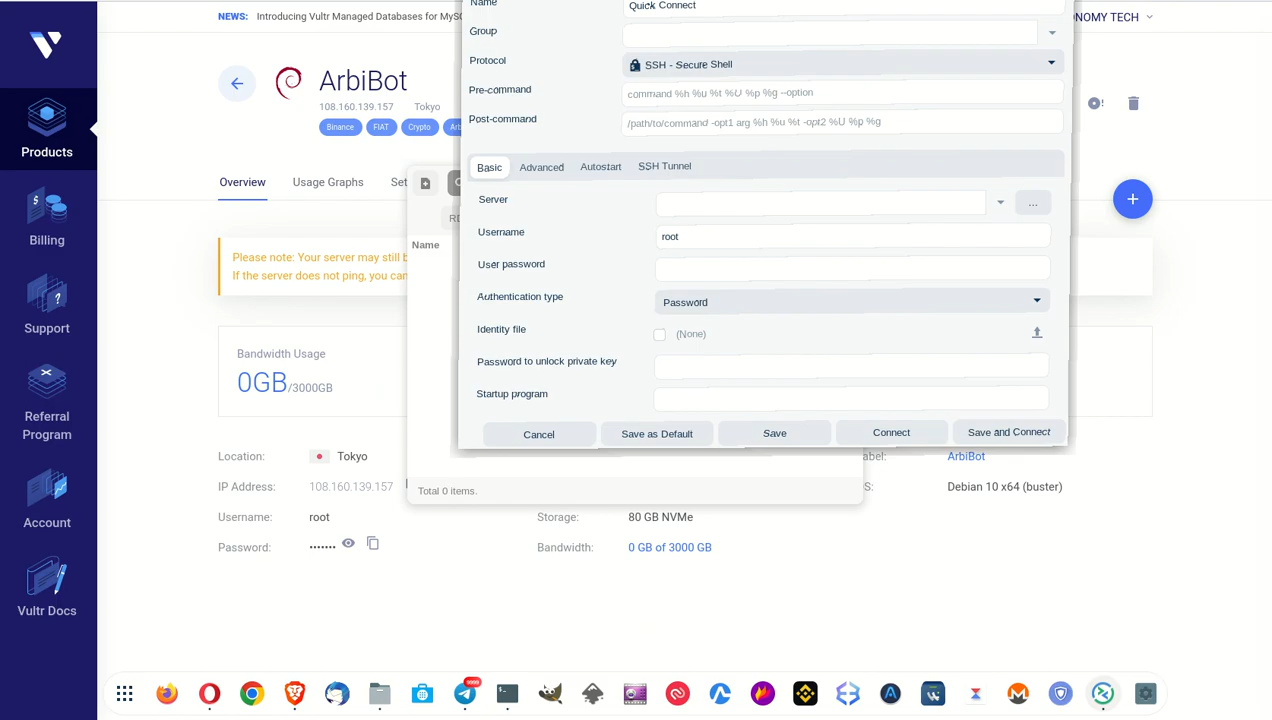 NEWS: Introducing Vultr Managed Databases for MySQ
ONOMY TECH
Products
Billing
Support
Referral
Program
Account
Vultr Docs
ArbiBot
108.160.139.157 Tokyo
Binance FIAT Crypto Arb
Overview Usage Graphs Set
Please note: Your server may still b
If the server does not ping, you can
Bandwidth Usage
0GB/3000GB
Location: Tokyo
IP Address: 108.160.139.157
Username: root
Password: •••••••
Storage: 80 GB NVMe
Bandwidth: 0 GB of 3000 GB
abel: ArbiBot
S: Debian 10 x64 (buster)
RD
Name
Total 0 items.
Name Quick Connect
Group
Protocol SSH - Secure Shell
Pre-command command %h %u %t %U %p %g --option
Post-command /path/to/command -opt1 arg %h %u %t -opt2 %U %p %g
Basic Advanced Autostart SSH Tunnel
Server ...
Username root
User password
Authentication type Password
Identity file (None)
Password to unlock private key
Startup program
Cancel Save as Default Save Connect Save and Connect
9999